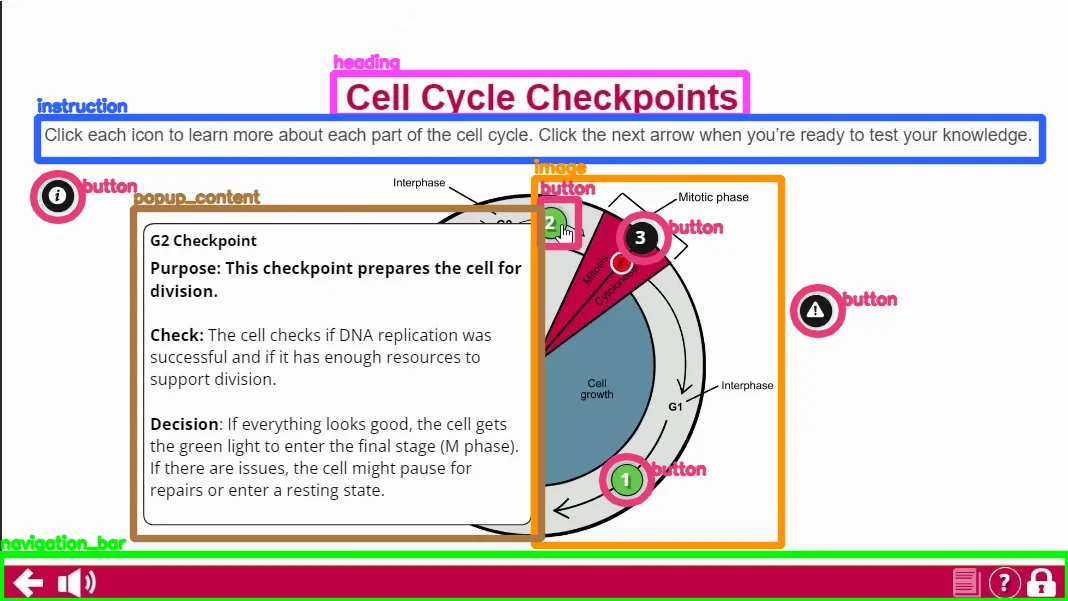 heading
Cell Cycle Checkpoints
instruction
Click each icon to learn more about each part of the cell cycle. Click the next arrow when you're ready to test your knowledge.
image
button
button
popup_content
Interphase
Mitotic phase
i
2
3
button
G2 Checkpoint
Purpose: This checkpoint prepares the cell for
division.
Mitosis
Cytokinesis
button
Check: The cell checks if DNA replication was
successful and if it has enough resources to
support division.
Cell
growth
Interphase
G1
Decision: If everything looks good, the cell gets
the green light to enter the final stage (M phase).
If there are issues, the cell might pause for
repairs or enter a resting state.
1
button
navigation_bar
?